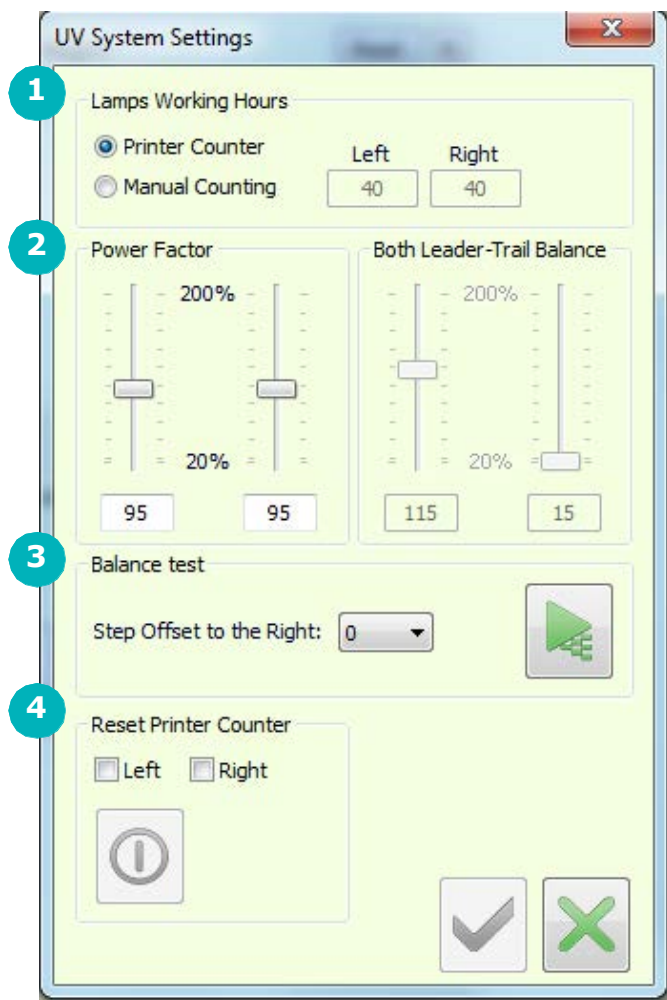 UV System Settings
1
Lamps Working Hours
Printer Counter
Left Right
Manual Counting
40 40
2
Power Factor
Both Leader-Trail Balance
200%
200%
20%
20%
95 95
115 15
3
Balance test
Step Offset to the Right: 0
4
Reset Printer Counter
Left Right